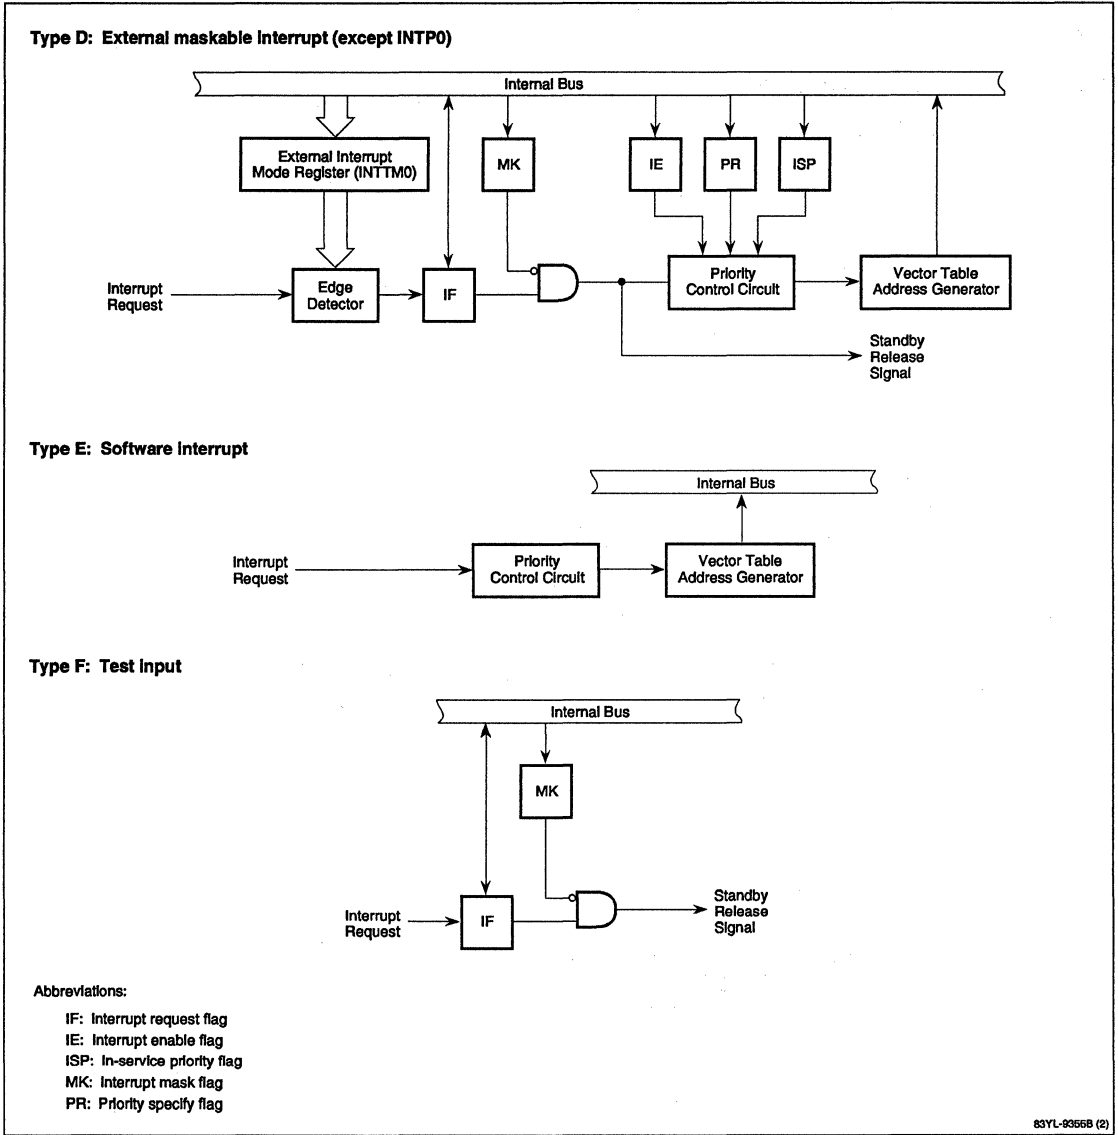 Type D: External maskable interrupt (except INTP0)
Internal Bus
External Interrupt
Mode Register (INTTM0)
MK
IE
PR
ISP
Interrupt
Request
Edge
Detector
IF
Priority
Control Circuit
Vector Table
Address Generator
Standby
Release
Signal
Type E: Software interrupt
Internal Bus
Interrupt
Request
Priority
Control Circuit
Vector Table
Address Generator
Type F: Test input
Internal Bus
MK
Interrupt
Request
IF
Standby
Release
Signal
Abbreviations:
IF: Interrupt request flag
IE: Interrupt enable flag
ISP: In-service priority flag
MK: Interrupt mask flag
PR: Priority specify flag
83YL-9356B (2)